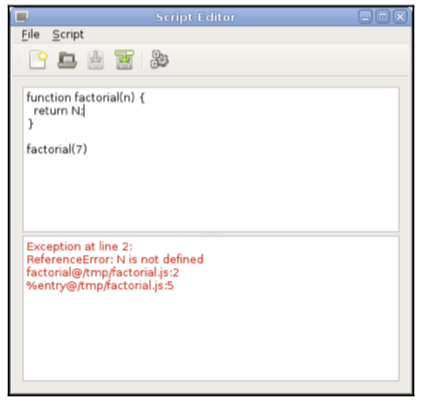 Script Editor
File Script
function factorial(n) {
  return N;
}
factorial(7)
Exception at line 2:
ReferenceError: N is not defined
factorial@/tmp/factorial.js:2
%entry@/tmp/factorial.js:5